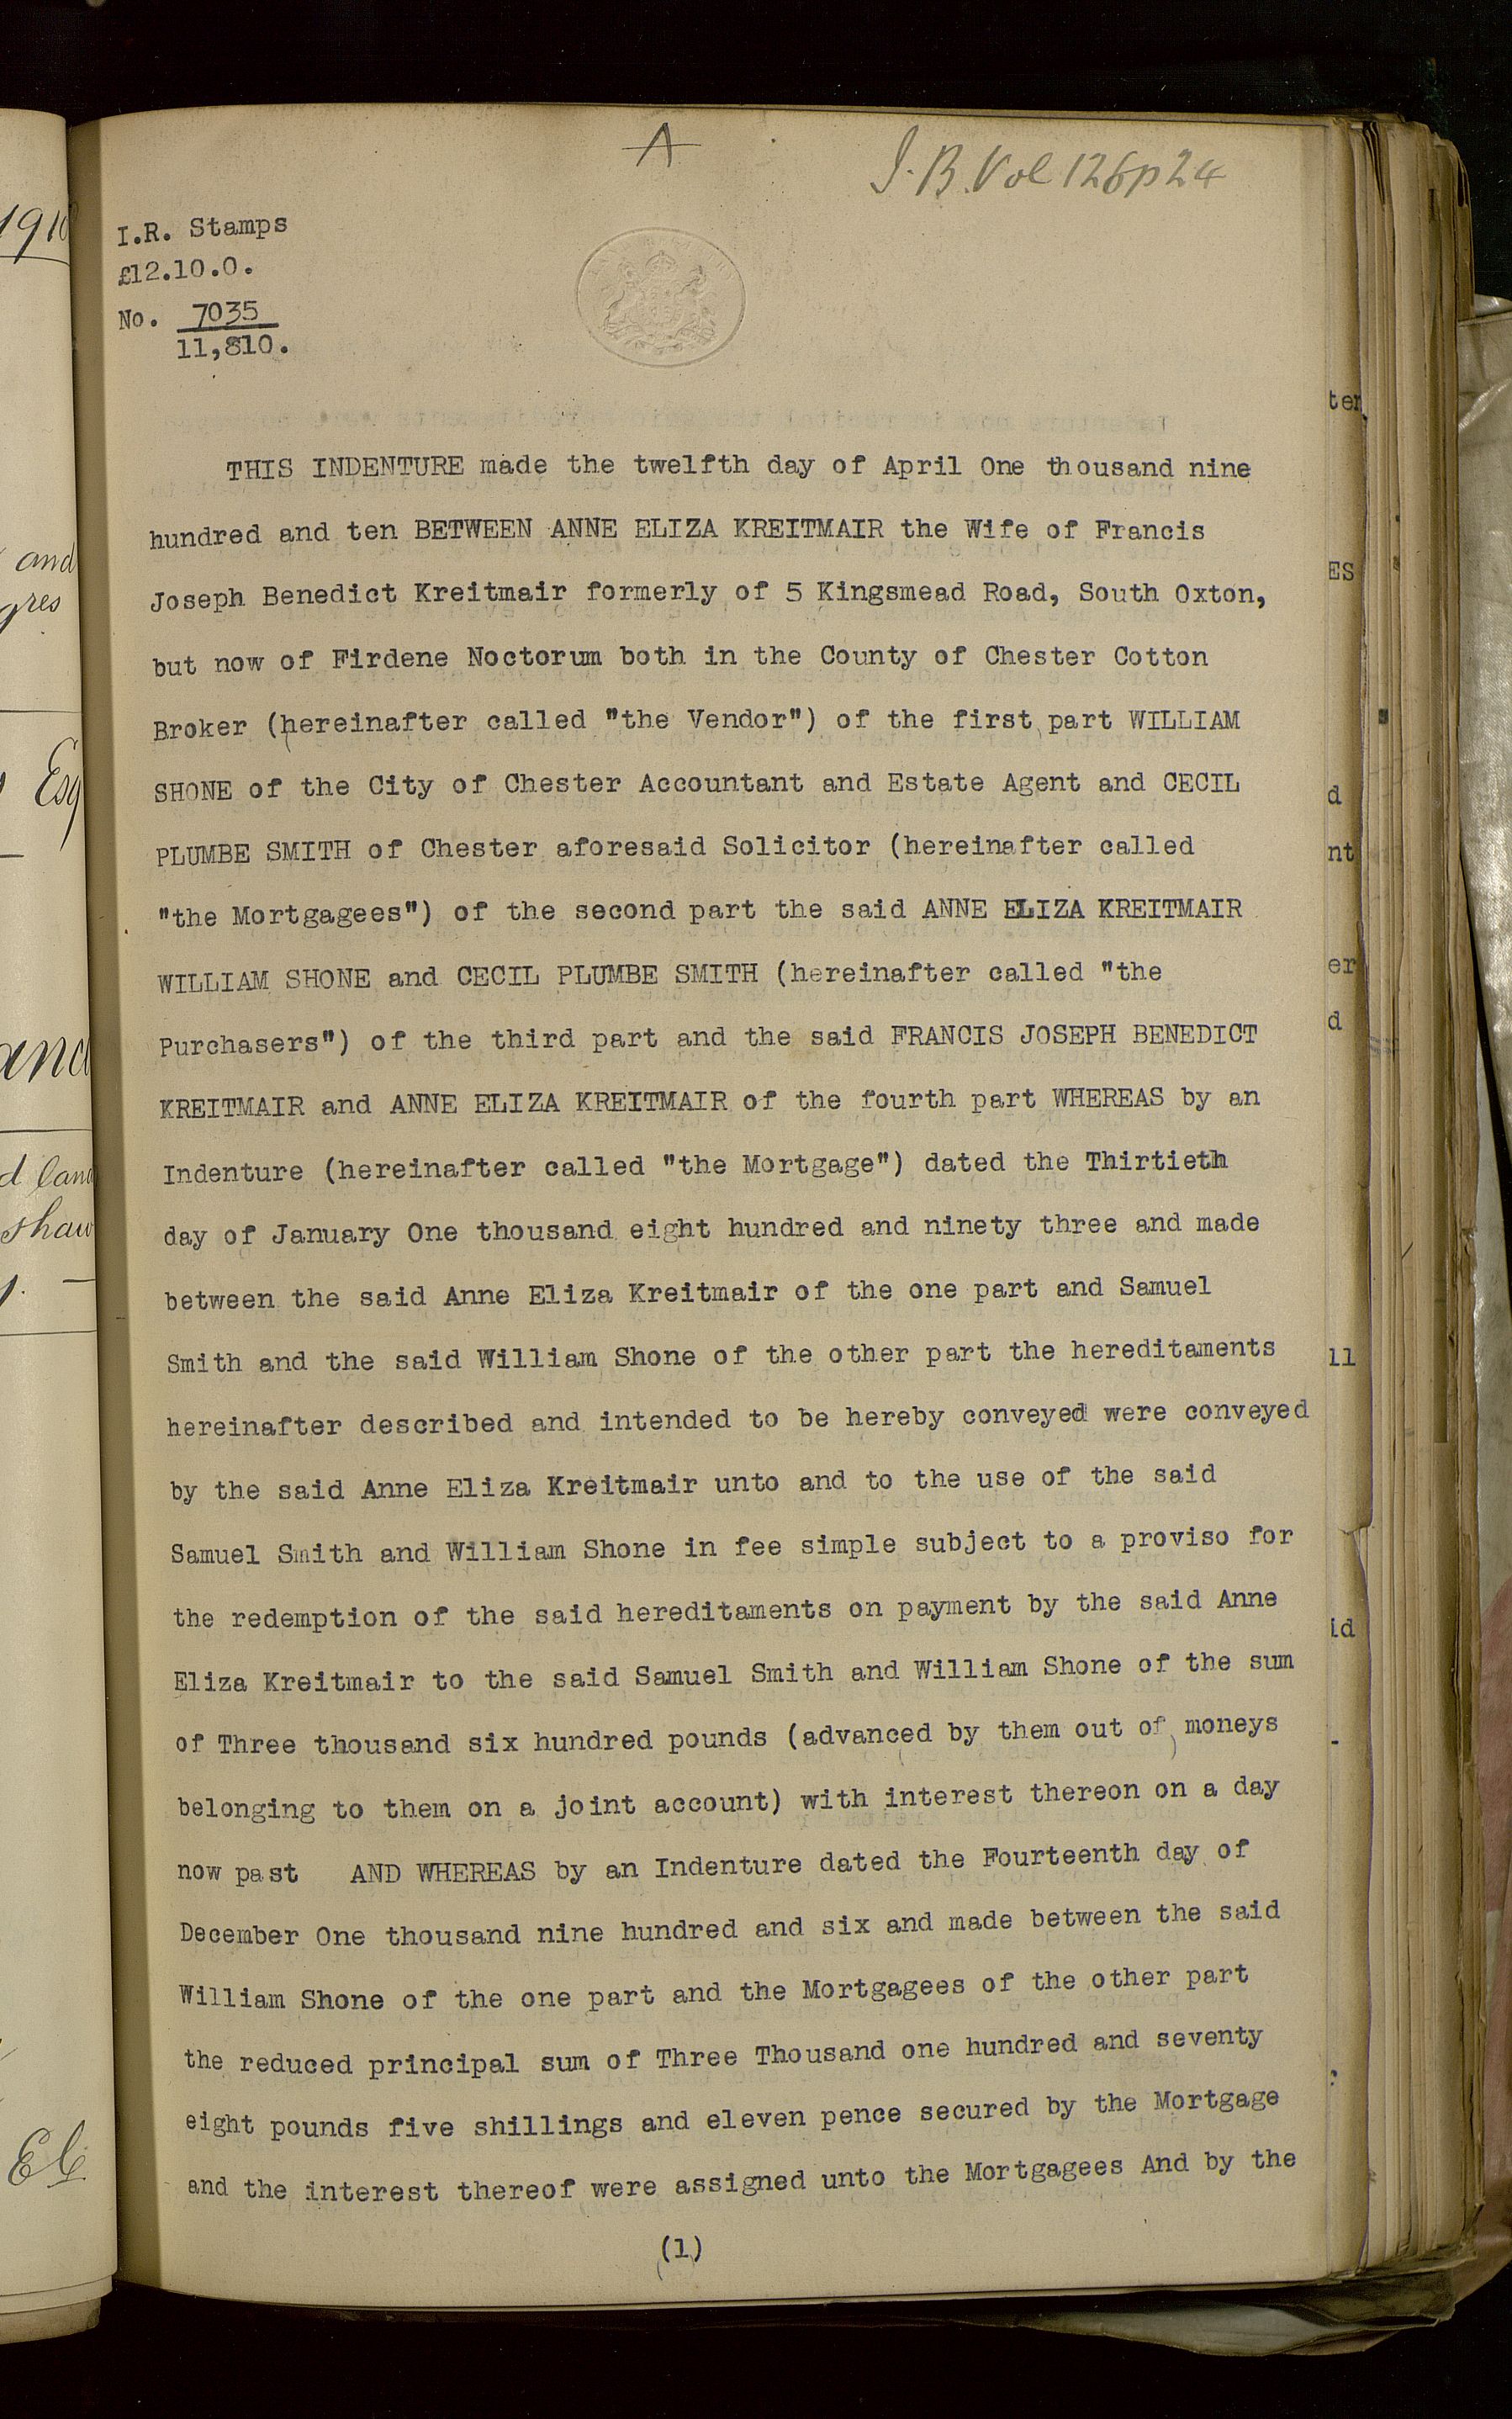 A
I.B. Vol 126 p 24
I.R. Stamps
£12.10.0.
No. 7035
11,810.
THIS INDENTURE made the twelfth day of April One thousand nine
hundred and ten BETWEEN ANNE ELIZA KREITMAIR the Wife of Francis
Joseph Benedict Kreitmair formerly of 5 Kingsmead Road, South Oxton,
but now of Firdene Noctorum both in the County of Chester Cotton
Broker (hereinafter called "the Vendor") of the first part WILLIAM
SHONE of the City of Chester Accountant and Estate Agent and CECIL
PLUMBE SMITH of Chester aforesaid Solicitor (hereinafter called
"the Mortgagees") of the second part the said ANNE ELIZA KREITMAIR
WILLIAM SHONE and CECIL PLUMBE SMITH (hereinafter called "the
Purchasers") of the third part and the said FRANCIS JOSEPH BENEDICT
KREITMAIR and ANNE ELIZA KREITMAIR of the fourth part WHEREAS by an
Indenture (hereinafter called "the Mortgage") dated the Thirtieth
day of January One thousand eight hundred and ninety three and made
between the said Anne Eliza Kreitmair of the one part and Samuel
Smith and the said William Shone of the other part the hereditaments
hereinafter described and intended to be hereby conveyed were conveyed
by the said Anne Eliza Kreitmair unto and to the use of the said
Samuel Smith and William Shone in fee simple subject to a proviso for
the redemption of the said hereditaments on payment by the said Anne
Eliza Kreitmair to the said Samuel Smith and William Shone of the sum
of Three thousand six hundred pounds (advanced by them out of moneys
belonging to them on a joint account) with interest thereon on a day
now past AND WHEREAS by an Indenture dated the Fourteenth day of
December One thousand nine hundred and six and made between the said
William Shone of the one part and the Mortgagees of the other part
the reduced principal sum of Three Thousand one hundred and seventy
eight pounds five shillings and eleven pence secured by the Mortgage
and the interest thereof were assigned unto the Mortgagees And by the
(1)
1910
and
gres
Esq
and
d land
shaw
ter
ES
d
nt
er
d
ll
id